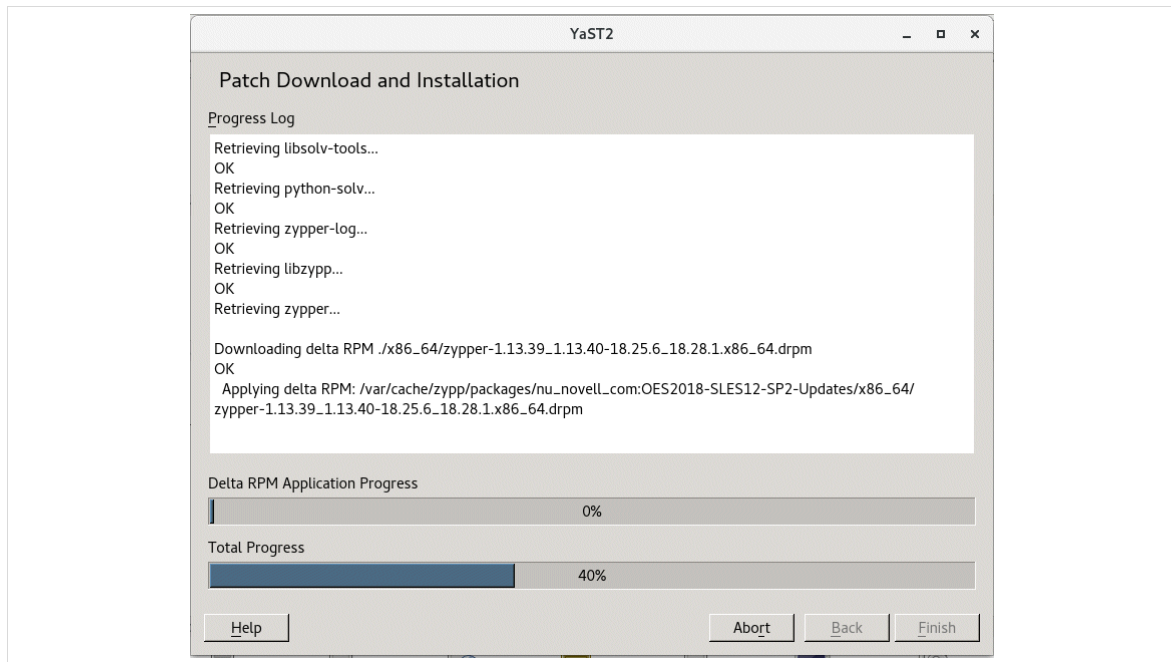 YaST2
Patch Download and Installation
Progress Log
Retrieving libsolv-tools...
OK
Retrieving python-solv...
OK
Retrieving zypper-log...
OK
Retrieving libzypp...
OK
Retrieving zypper...
Downloading delta RPM ./x86_64/zypper-1.13.39_1.13.40-18.25.6_18.28.1.x86_64.drpm
OK
Applying delta RPM: /var/cache/zypp/packages/nu_novell_com:OES2018-SLES12-SP2-Updates/x86_64/
zypper-1.13.39_1.13.40-18.25.6_18.28.1.x86_64.drpm
Delta RPM Application Progress
0%
Total Progress
40%
Help Abort Back Finish